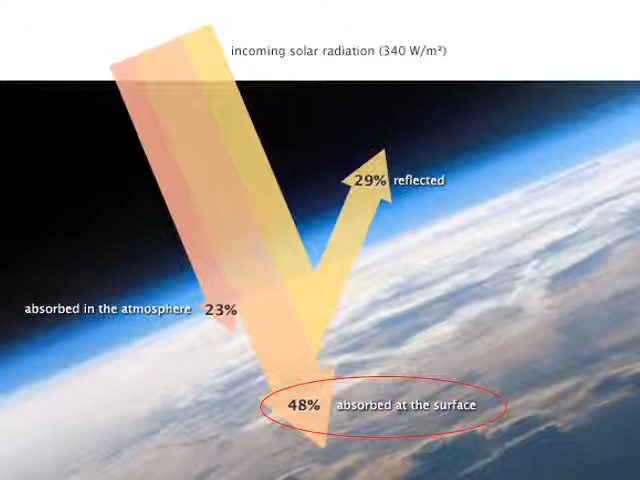 incoming solar radiation (340 W/m²)
29% reflected
absorbed in the atmosphere 23%
48% absorbed at the surface